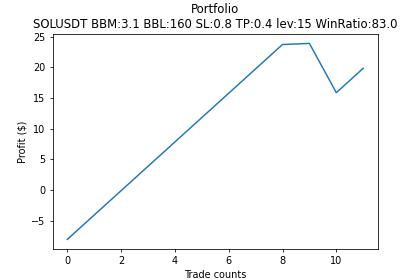 Portfolio
SOLUSDT BBM:3.1 BBL:160 SL:0.8 TP:0.4 lev:15 WinRatio:83.0
25
20
15
10
5
0
−5
Profit ($)
0 2 4 6 8 10
Trade counts